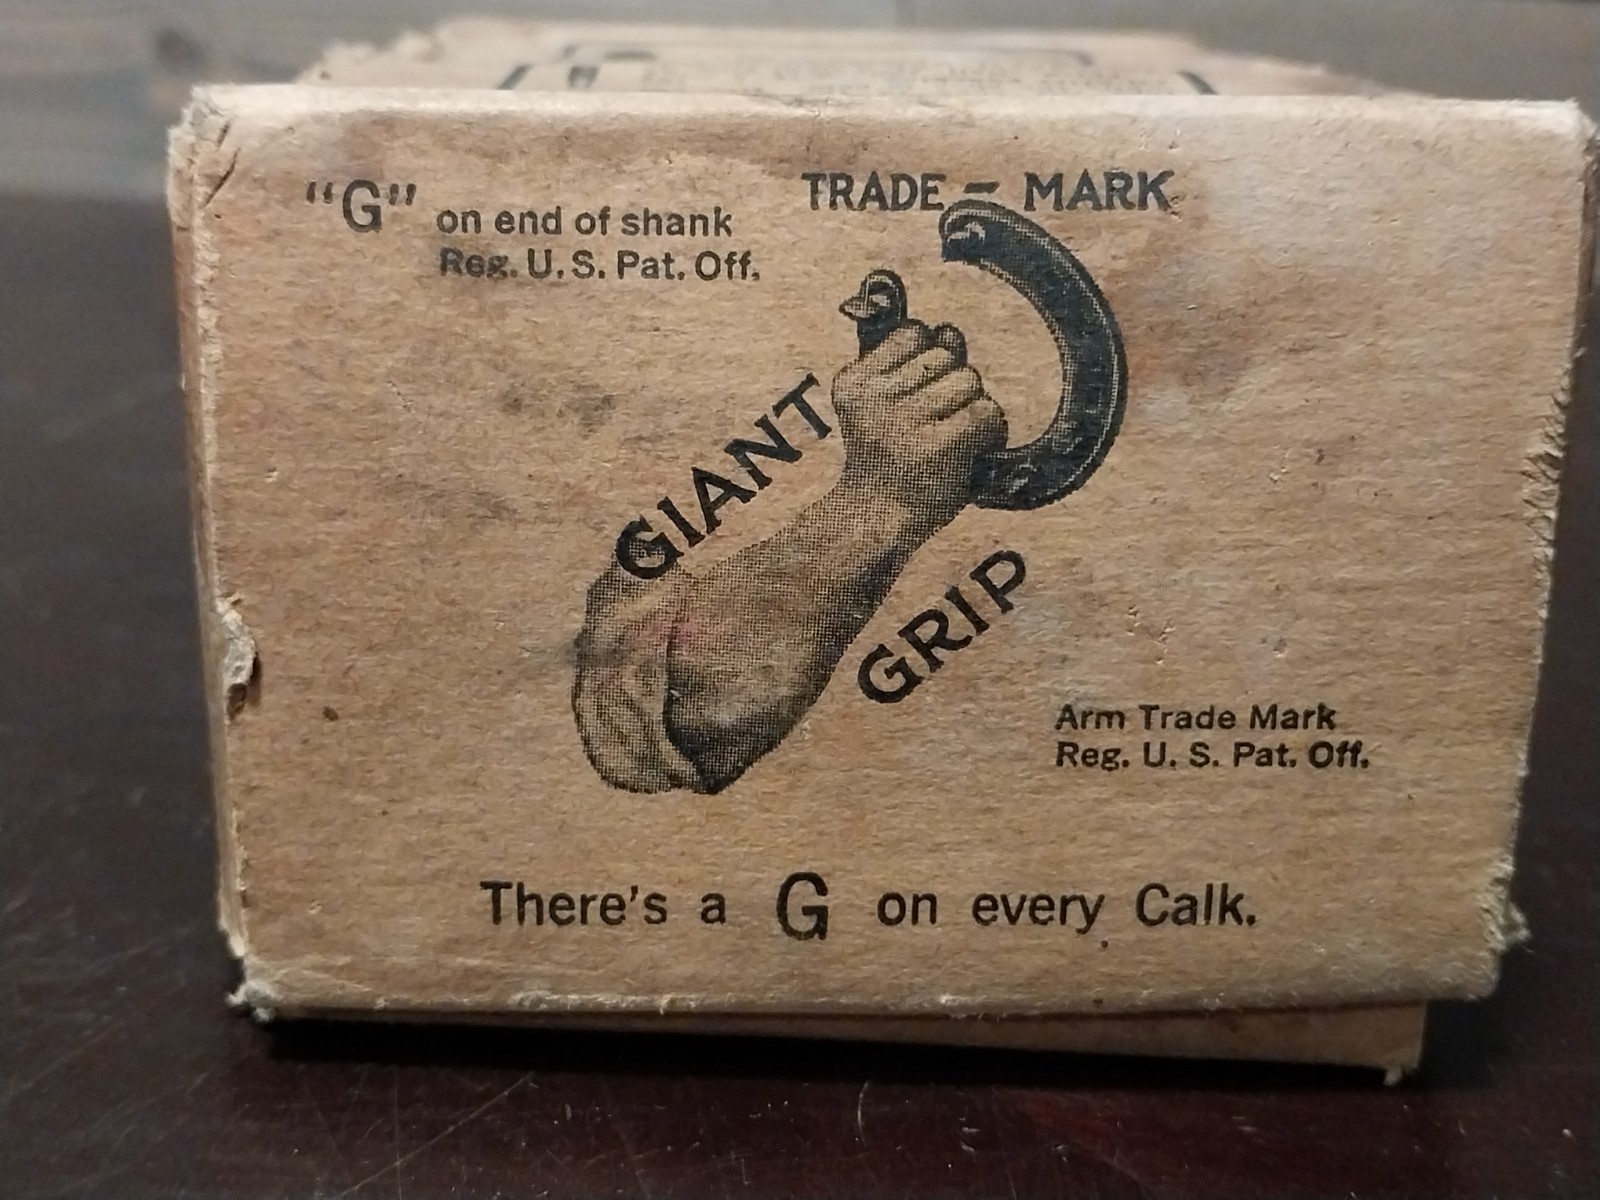 "G" on end of shank
Reg. U. S. Pat. Off.
TRADE - MARK
GIANT
GRIP
Arm Trade Mark
Reg. U. S. Pat. Off.
There's a G on every Calk.